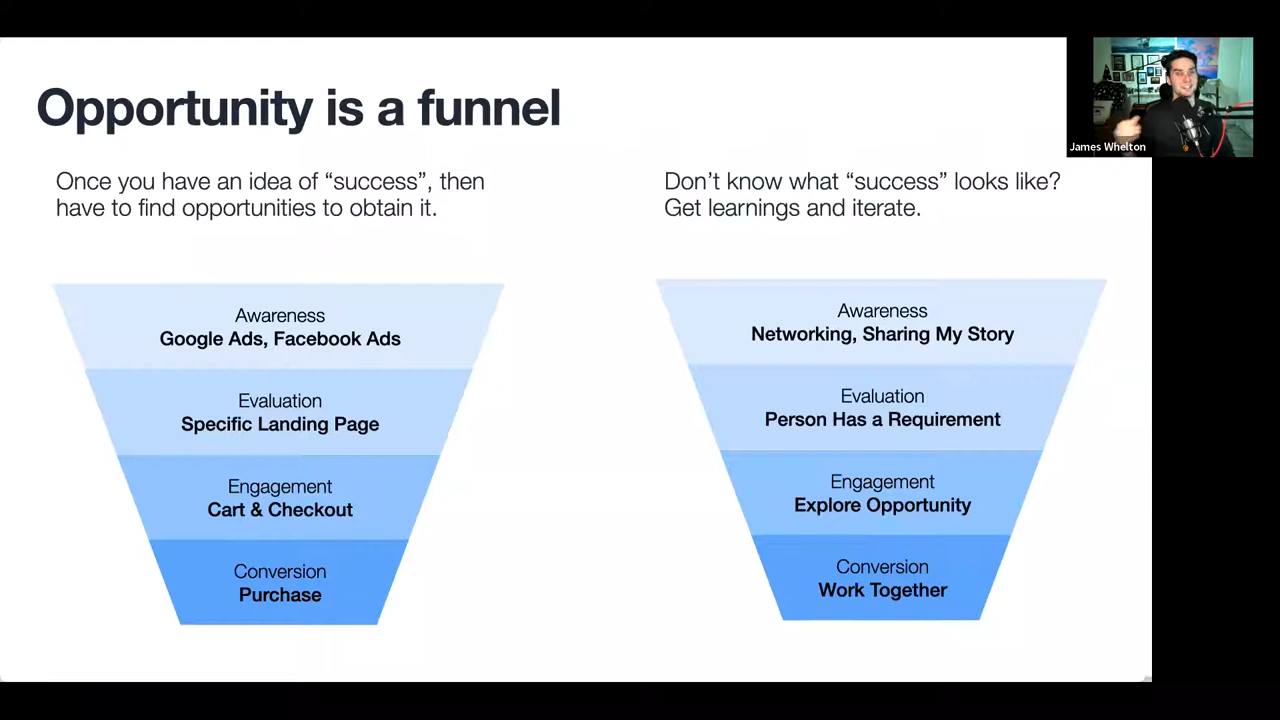 Opportunity is a funnel
James Whelton
Once you have an idea of “success”, then
have to find opportunities to obtain it.
Awareness
Google Ads, Facebook Ads
Evaluation
Specific Landing Page
Engagement
Cart & Checkout
Conversion
Purchase
Don’t know what “success” looks like?
Get learnings and iterate.
Awareness
Networking, Sharing My Story
Evaluation
Person Has a Requirement
Engagement
Explore Opportunity
Conversion
Work Together